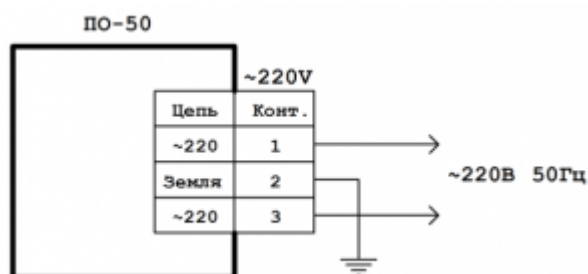 ПО-50
~220V
Цепь Конт.
~220 1
Земля 2
~220 3
~220В 50Гц